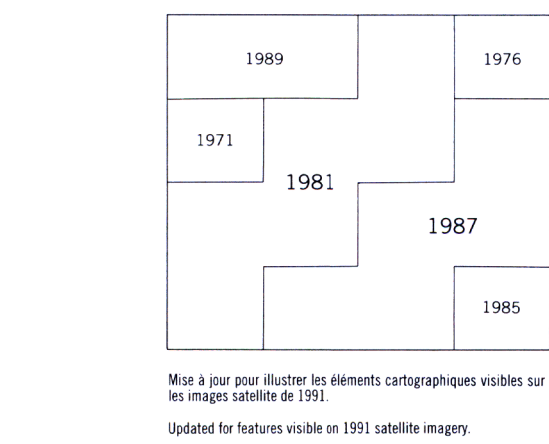 1989
1976
1971
1981
1987
1985
Mise à jour pour illustrer les éléments cartographiques visibles sur
les images satellite de 1991.
Updated for features visible on 1991 satellite imagery.